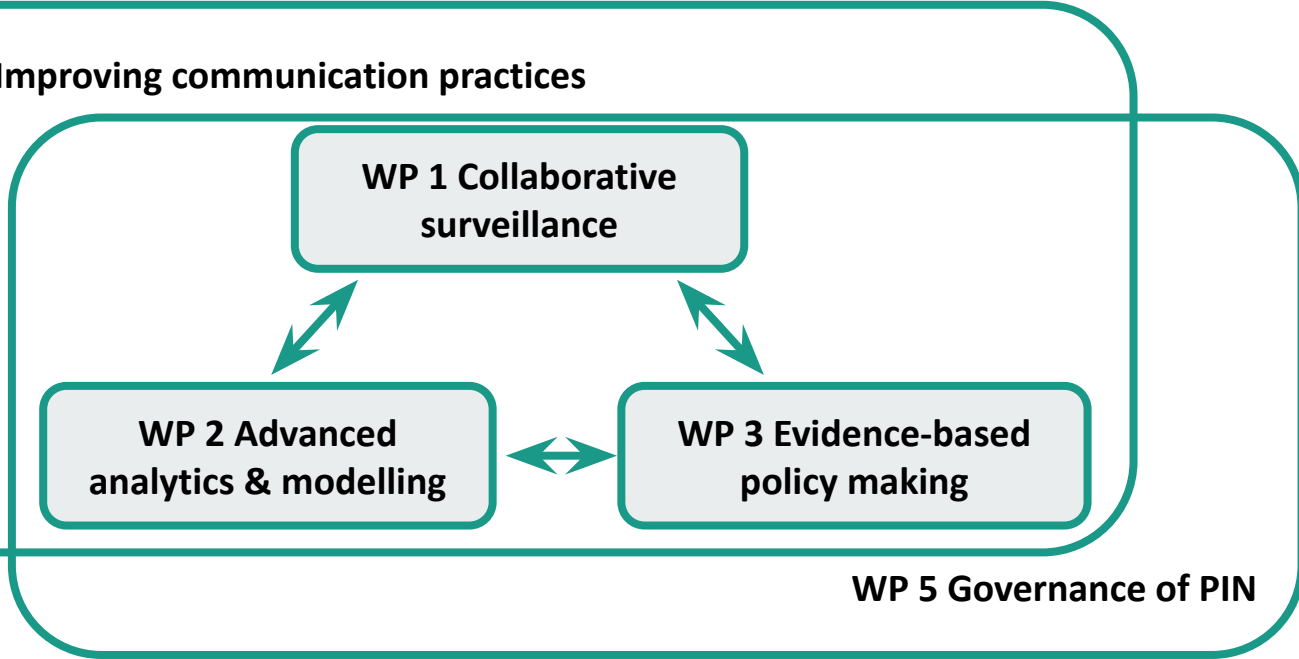 Improving communication practices
WP 1 Collaborative
surveillance
WP 2 Advanced
analytics & modelling
WP 3 Evidence-based
policy making
WP 5 Governance of PIN